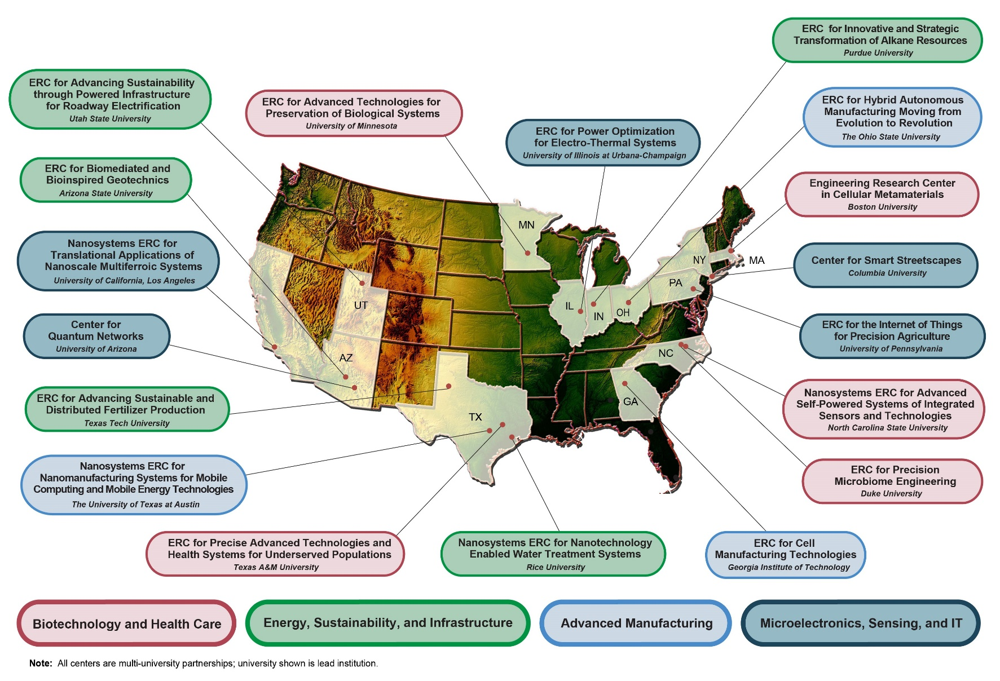 ERC for Innovative and Strategic
Transformation of Alkane Resources
Purdue University
ERC for Advancing Sustainability
through Powered Infrastructure
for Roadway Electrification
Utah State University
ERC for Advanced Technologies for
Preservation of Biological Systems
University of Minnesota
ERC for Power Optimization
for Electro-Thermal Systems
University of Illinois at Urbana-Champaign
ERC for Hybrid Autonomous
Manufacturing Moving from
Evolution to Revolution
The Ohio State University
ERC for Biomediated and
Bioinspired Geotechnics
Arizona State University
Engineering Research Center
in Cellular Metamaterials
Boston University
Nanosystems ERC for
Translational Applications of
Nanoscale Multiferroic Systems
University of California, Los Angeles
Center for Smart Streetscapes
Columbia University
Center for
Quantum Networks
University of Arizona
ERC for the Internet of Things
for Precision Agriculture
University of Pennsylvania
ERC for Advancing Sustainable and
Distributed Fertilizer Production
Texas Tech University
Nanosystems ERC for Advanced
Self-Powered Systems of Integrated
Sensors and Technologies
North Carolina State University
Nanosystems ERC for
Nanomanufacturing Systems for Mobile
Computing and Mobile Energy Technologies
The University of Texas at Austin
ERC for Precision
Microbiome Engineering
Duke University
ERC for Precise Advanced Technologies and
Health Systems for Underserved Populations
Texas A&M University
Nanosystems ERC for Nanotechnology
Enabled Water Treatment Systems
Rice University
ERC for Cell
Manufacturing Technologies
Georgia Institute of Technology
MN
NY
MA
PA
UT
IL
IN
OH
AZ
NC
TX
GA
Biotechnology and Health Care
Energy, Sustainability, and Infrastructure
Advanced Manufacturing
Microelectronics, Sensing, and IT
Note: All centers are multi-university partnerships; university shown is lead institution.